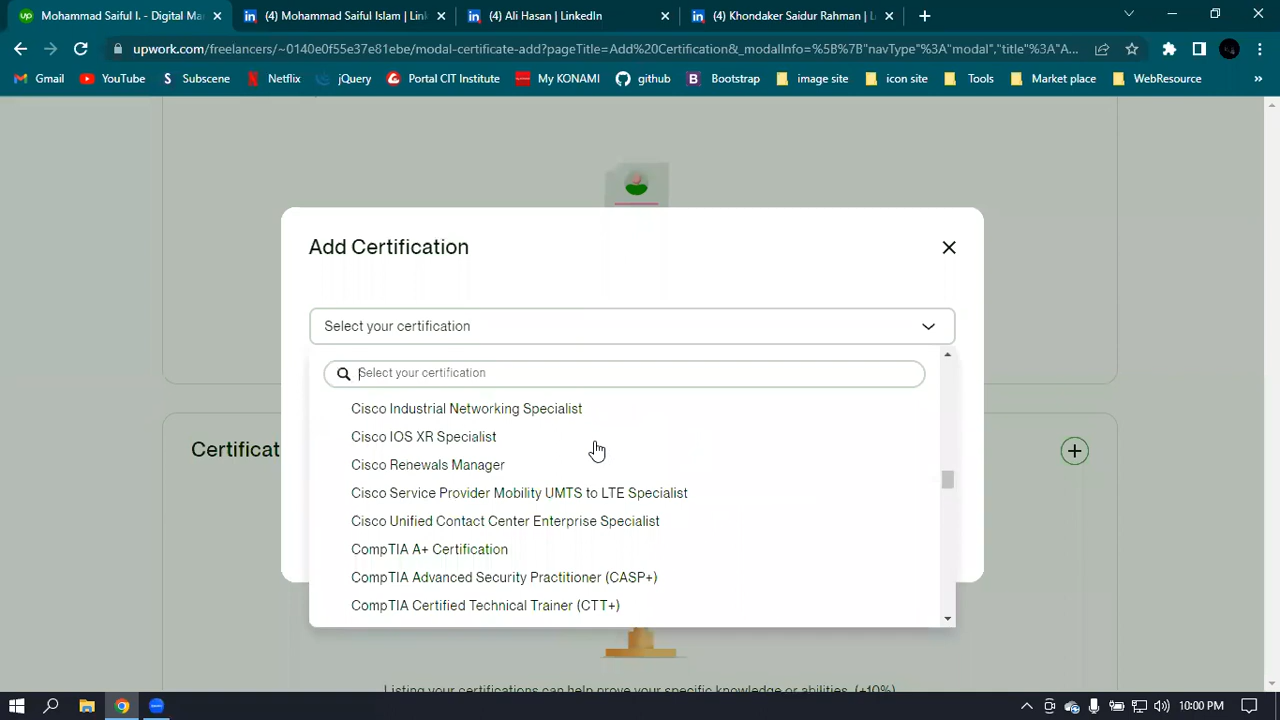 Mohammad Saiful I. - Digital Ma
(4) Mohammad Saiful Islam | Link
(4) Ali Hasan | LinkedIn
(4) Khondaker Saidur Rahman | L
upwork.com/freelancers/~0140e0f55e37e81ebe/modal-certificate-add?pageTitle=Add%20Certification&_modalInfo=%5B%7B"navType"%3A"modal","title"%3A"A...
Gmail YouTube Subscene Netflix jQuery Portal CIT Institute My KONAMI github Bootstrap image site icon site Tools Market place WebResource
Add Certification
Select your certification
Select your certification
Cisco Industrial Networking Specialist
Certificat
Cisco IOS XR Specialist
Cisco Renewals Manager
Cisco Service Provider Mobility UMTS to LTE Specialist
Cisco Unified Contact Center Enterprise Specialist
CompTIA A+ Certification
CompTIA Advanced Security Practitioner (CASP+)
CompTIA Certified Technical Trainer (CTT+)
Listing your certifications can help prove your specific knowledge or abilities. (+10%)
10:00 PM